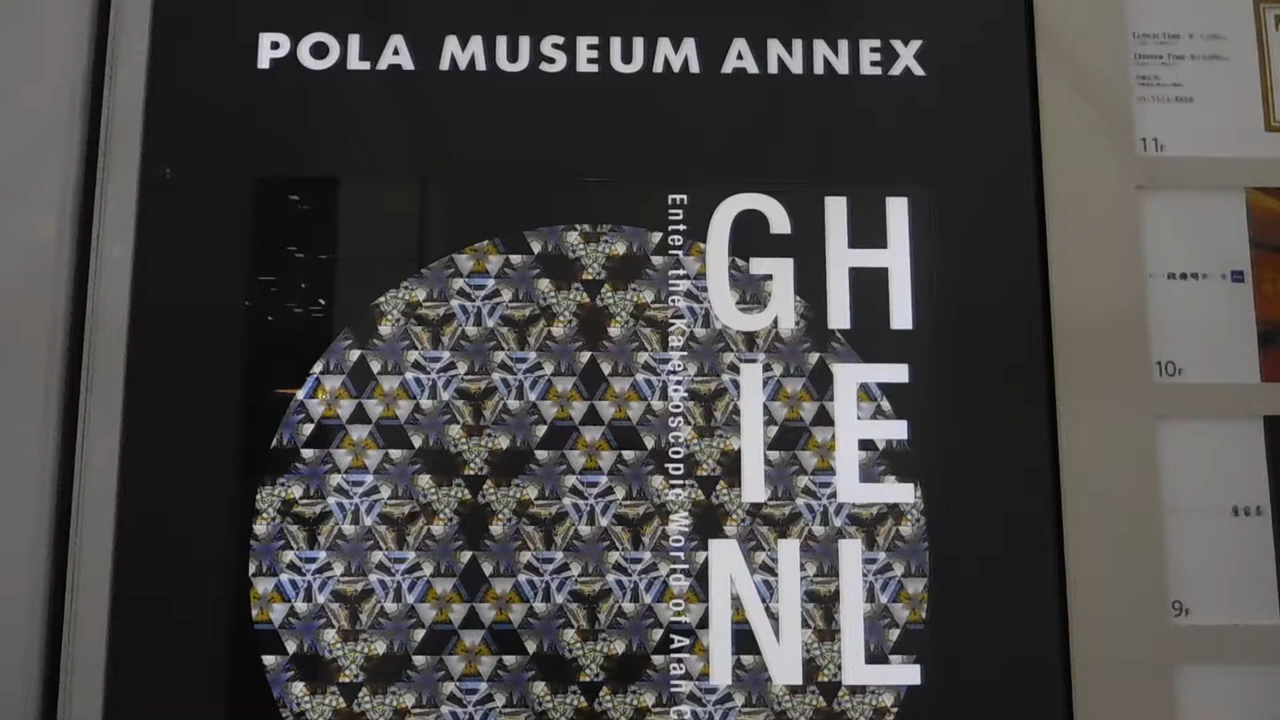 POLA MUSEUM ANNEX
GH
IE
NL
Enter the Kaleidoscopic World of Alan
11F
10F
9F